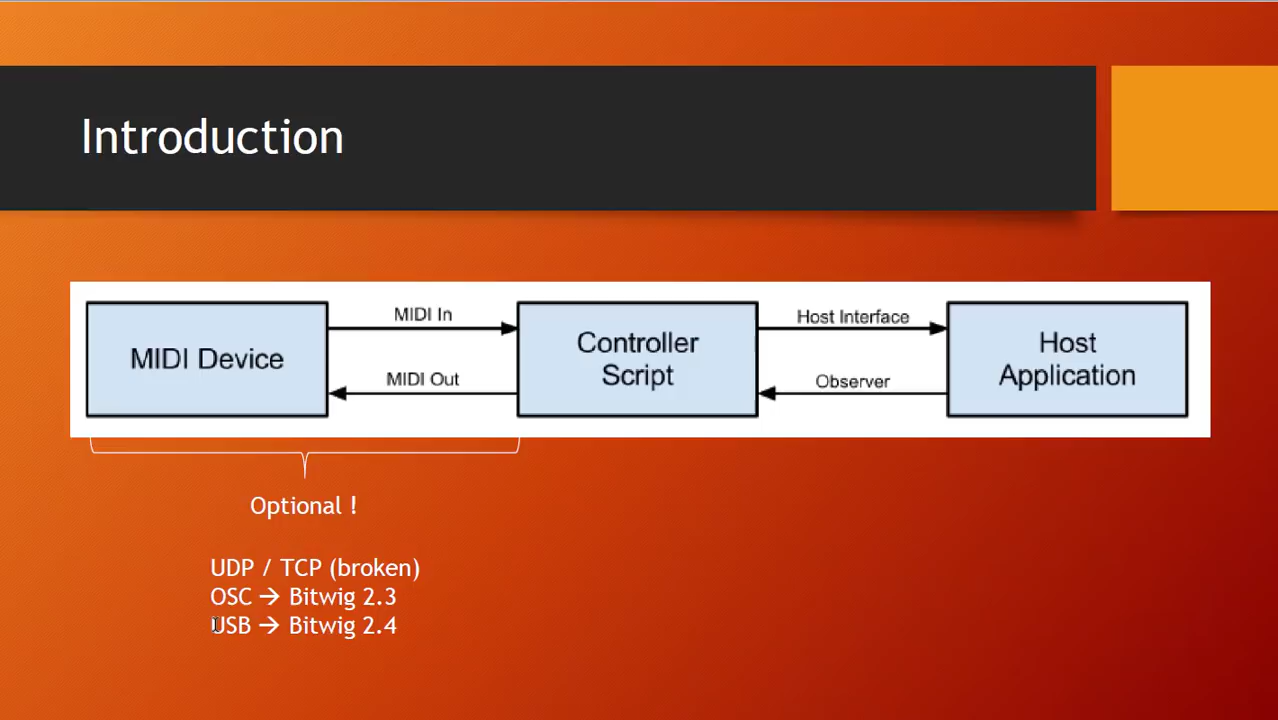 Introduction
MIDI Device
MIDI In
MIDI Out
Controller
Script
Host Interface
Observer
Host
Application
Optional !
UDP / TCP (broken)
OSC → Bitwig 2.3
USB → Bitwig 2.4